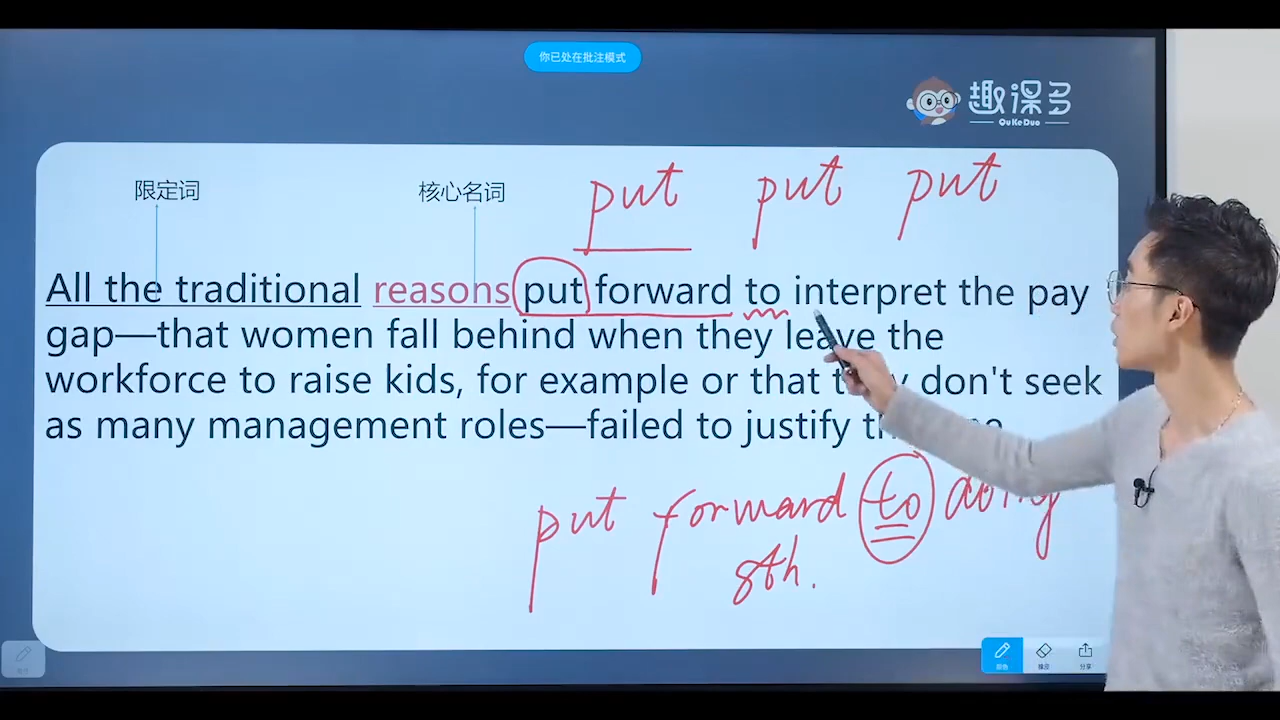 你已处在批注模式
趣课多
QuKeDuo
限定词 核心名词 put put put
All the traditional reasons put forward to interpret the pay
gap—that women fall behind when they leave the
workforce to raise kids, for example or that they don't seek
as many management roles—failed to justify
put forward to doing
sth.
分享